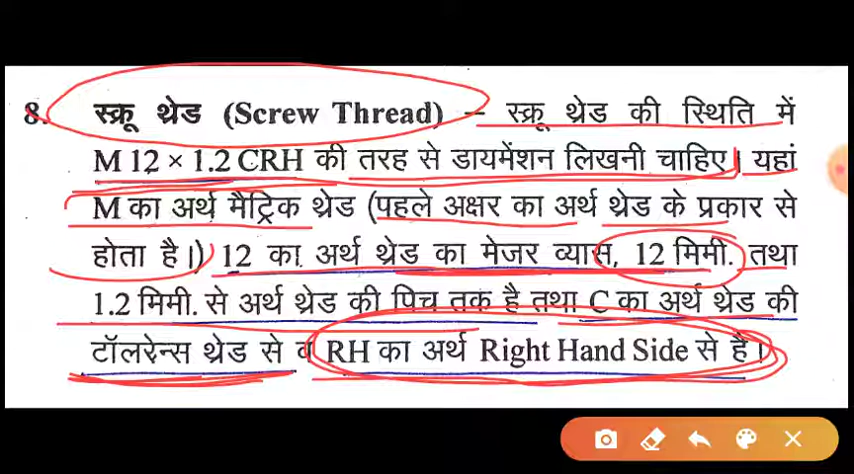 8. स्क्रू थ्रेड (Screw Thread) – स्क्रू थ्रेड की स्थिति में
M 12 × 1.2 CRH की तरह से डायमेंशन लिखनी चाहिए। यहां
M का अर्थ मैट्रिक थ्रेड (पहले अक्षर का अर्थ थ्रेड के प्रकार से
होता है।) 12 का अर्थ थ्रेड का मेजर व्यास, 12 मिमी. तथा
1.2 मिमी. से अर्थ थ्रेड की पिच तक है तथा C का अर्थ थ्रेड की
टॉलरेन्स थ्रेड से व RH का अर्थ Right Hand Side से है।